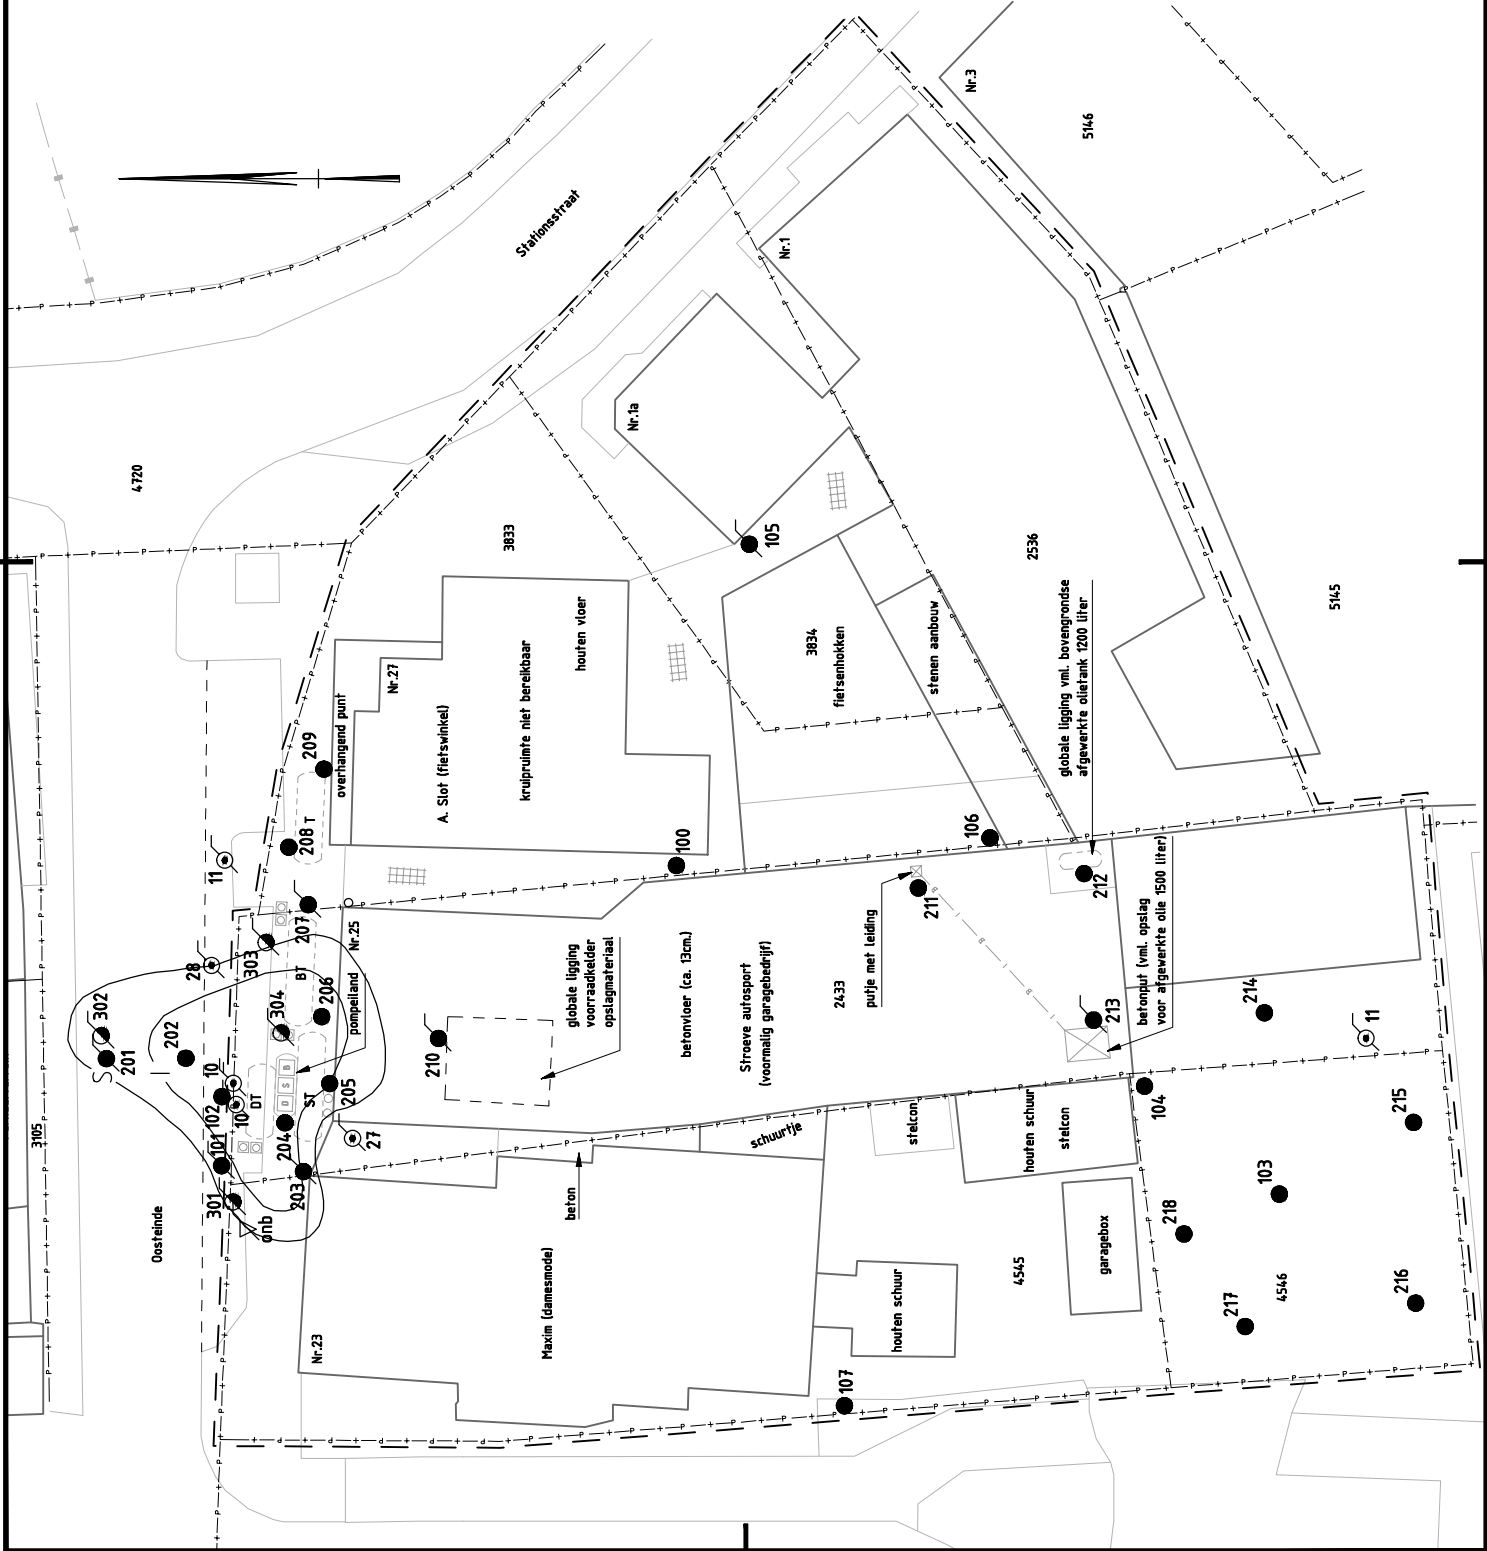 Stationsstraat
Nr.3
5146
Nr.1
Nr.1a
4720
3833
105
2536
5145
globale ligging vml. bovengrondse
afgewerkte olietank 1200 liter
3834
fietsenhokken
stenen aanbouw
houten vloer
kruipruimte niet bereikbaar
A. Slot (fietswinkel)
Nr.27
overhangend punt
209
208
T
11
207
100
106
212
211
putje met leiding
betonput (vml. opslag
voor afgewerkte olie 1500 liter)
213
214
11
28
303
BT
304
206
Nr.25
pompeiland
globale ligging
voorraadkelder
opslagmateriaal
210
betonvloer (ca. 13cm.)
Stroeve autosport
(voormalig garagebedrijf)
2433
302
201
S
202
I
10
102
10
DT
D
S
B
ST
205
204
27
101
301
203
onb
3105
Oosteinde
schuurtje
beton
stelcon
houten schuur
stelcon
104
215
103
218
217
4546
216
garagebox
4545
houten schuur
Maxim (damesmode)
Nr.23
107